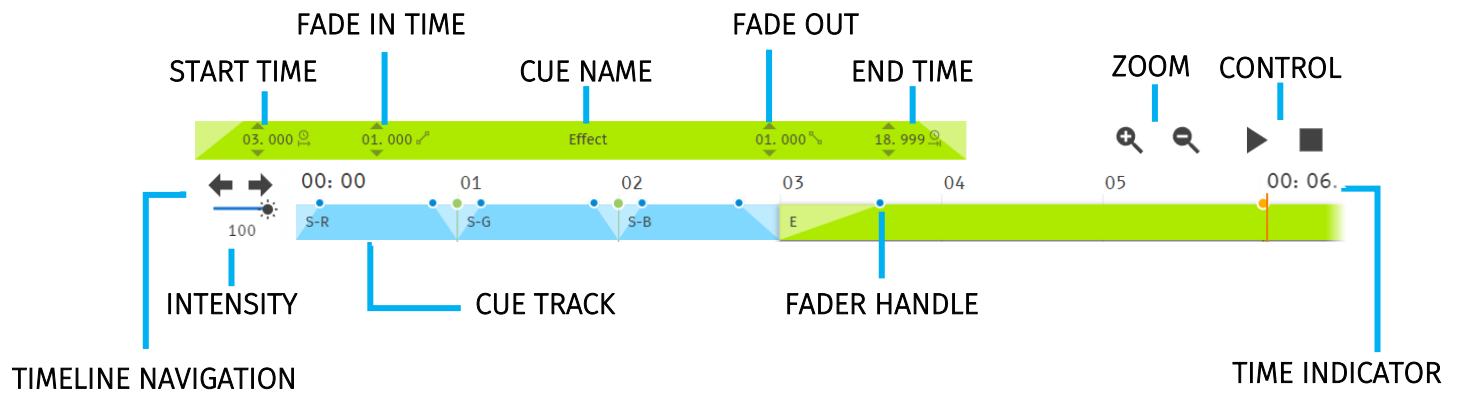 FADE IN TIME
FADE OUT
START TIME
CUE NAME
END TIME
ZOOM
CONTROL
03. 000
01. 000
Effect
01. 000
18. 999
00: 00
01
02
03
04
05
00: 06.
S-R
S-G
S-B
E
100
INTENSITY
CUE TRACK
FADER HANDLE
TIMELINE NAVIGATION
TIME INDICATOR